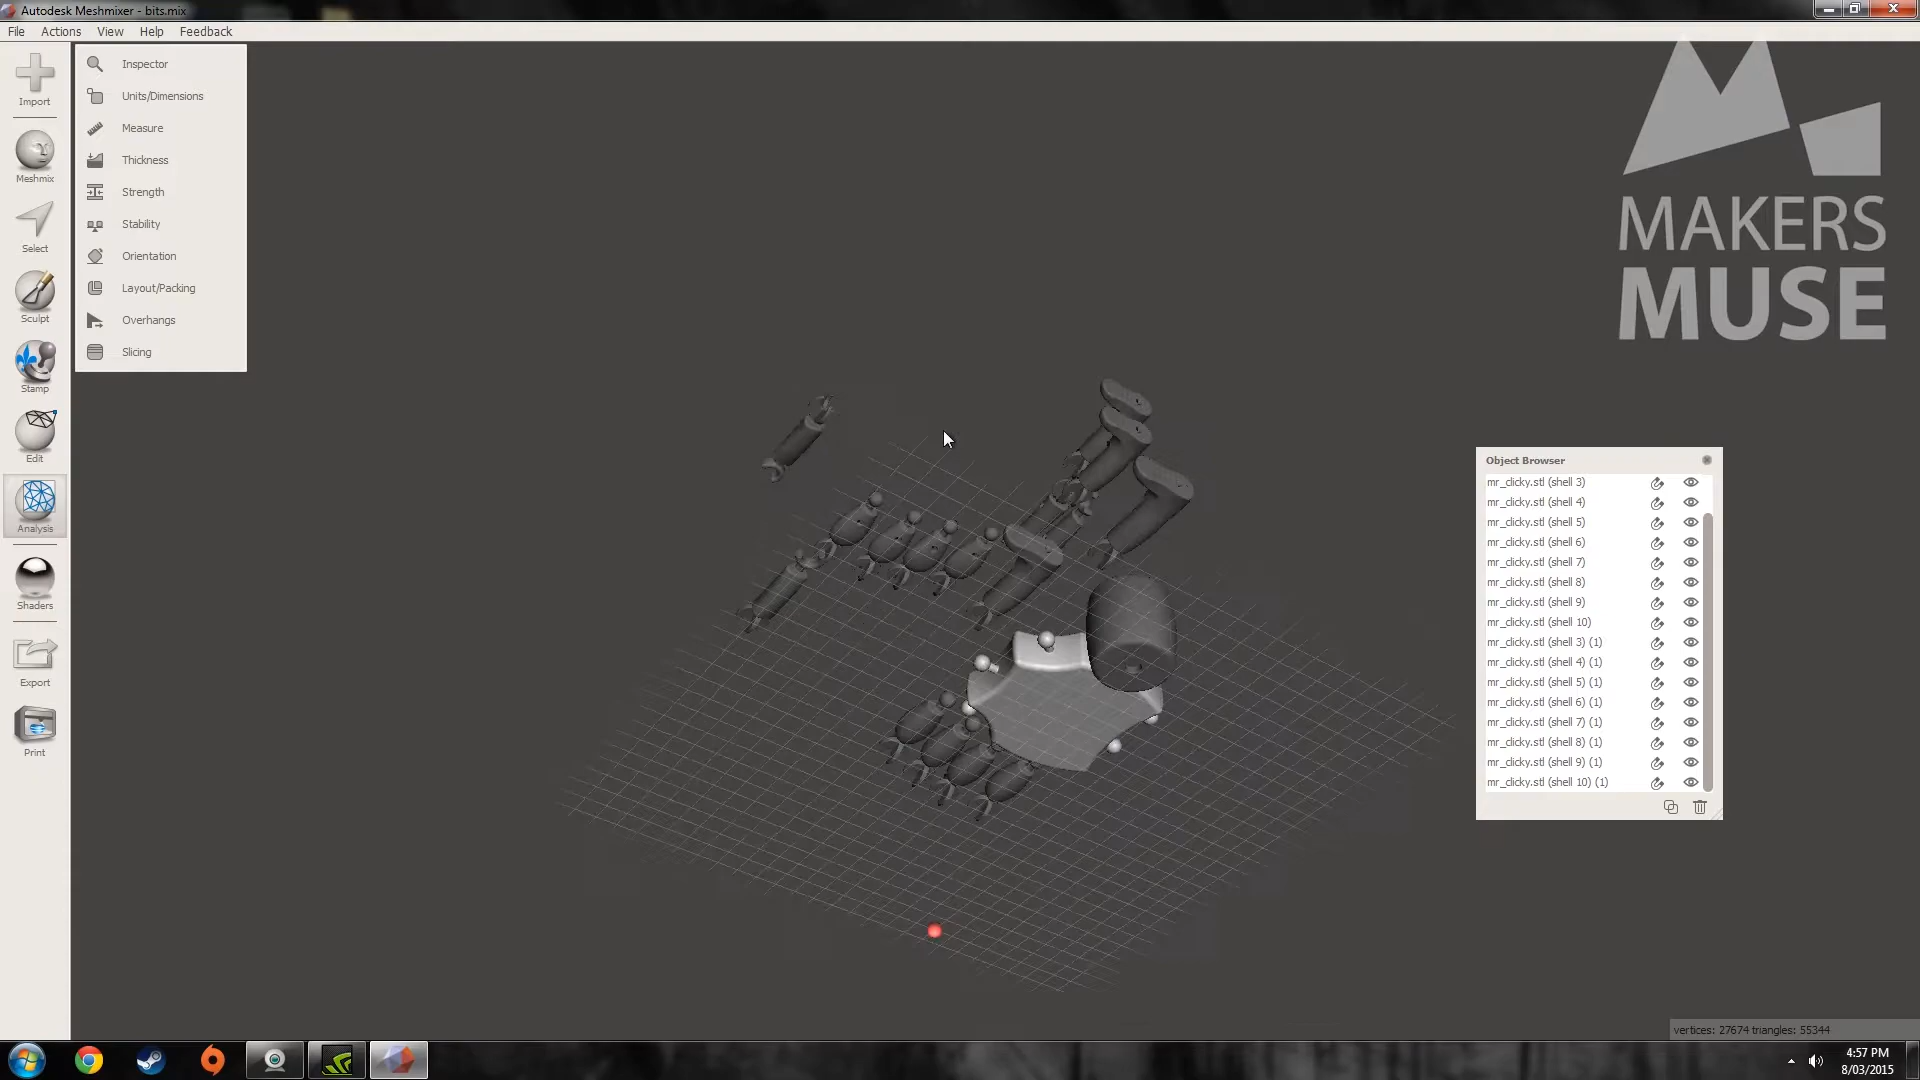 Autodesk Meshmixer - bits.mix
File Actions View Help Feedback
Import
Meshmix
Select
Sculpt
Stamp
Edit
Analysis
Shaders
Export
Print
Inspector
Units/Dimensions
Measure
Thickness
Strength
Stability
Orientation
Layout/Packing
Overhangs
Slicing
MAKERS
MUSE
Object Browser
mr_clicky.stl (shell 3)
mr_clicky.stl (shell 4)
mr_clicky.stl (shell 5)
mr_clicky.stl (shell 6)
mr_clicky.stl (shell 7)
mr_clicky.stl (shell 8)
mr_clicky.stl (shell 9)
mr_clicky.stl (shell 10)
mr_clicky.stl (shell 3) (1)
mr_clicky.stl (shell 4) (1)
mr_clicky.stl (shell 5) (1)
mr_clicky.stl (shell 6) (1)
mr_clicky.stl (shell 7) (1)
mr_clicky.stl (shell 8) (1)
mr_clicky.stl (shell 9) (1)
mr_clicky.stl (shell 10) (1)
vertices: 27674 triangles: 55344
4:57 PM
8/03/2015